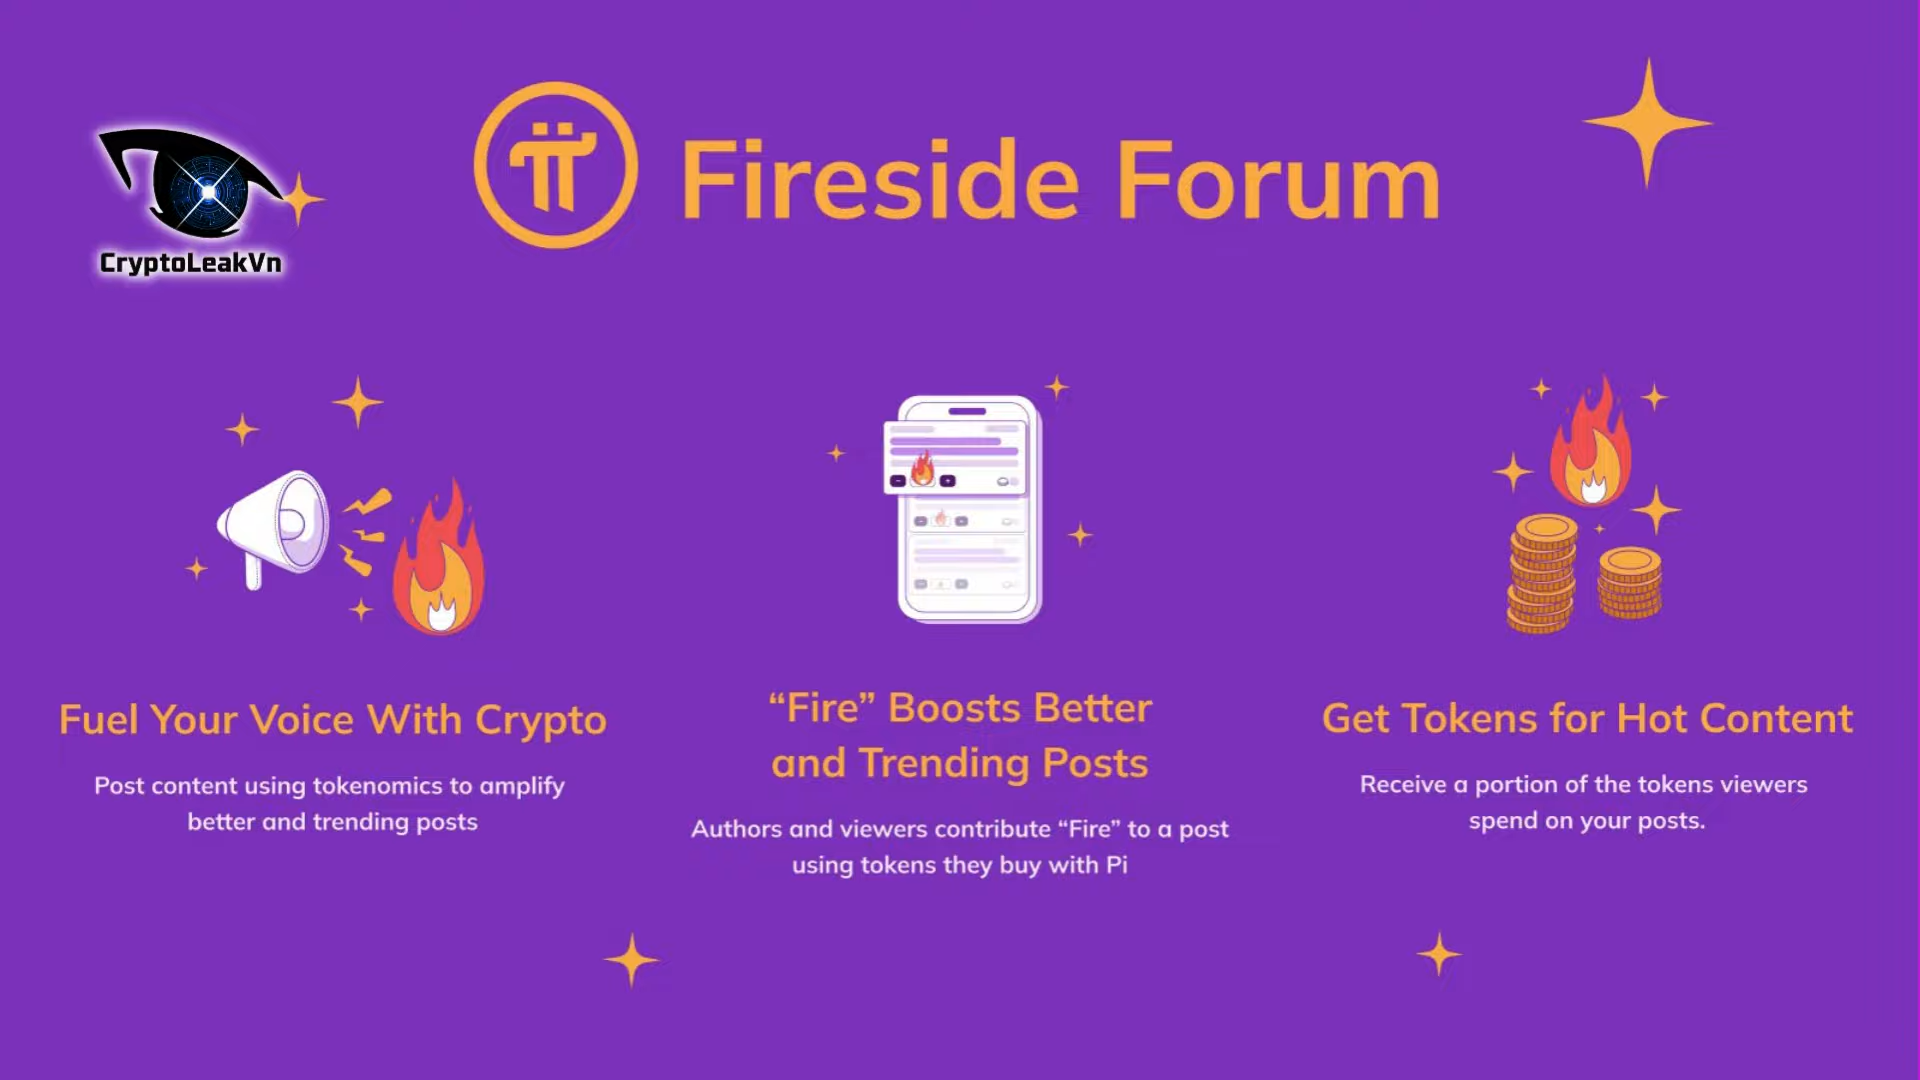 Fireside Forum
CryptoLeakVn
Fuel Your Voice With Crypto
Post content using tokenomics to amplify
better and trending posts
“Fire” Boosts Better
and Trending Posts
Authors and viewers contribute “Fire” to a post
using tokens they buy with Pi
Get Tokens for Hot Content
Receive a portion of the tokens viewers
spend on your posts.